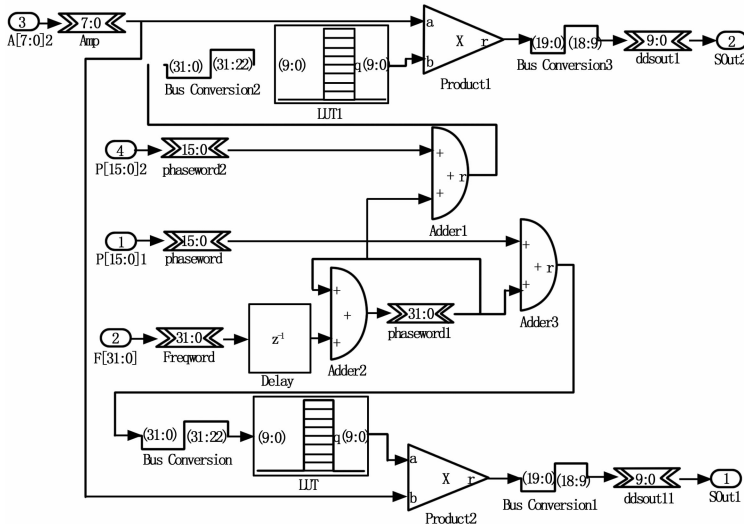 3
7:0
A[7:0]2
Amp
(31:0)
(31:22)
Bus Conversion2
(9:0)
q(9:0)
LUT1
a
b
X
r
Product1
(19:0)
(18:9)
Bus Conversion3
9:0
ddsout1
2
SOut2
4
15:0
P[15:0]2
phaseword2
+
+
+ r
Adder1
1
15:0
P[15:0]1
phaseword
+
+
+ r
Adder3
2
31:0
F[31:0]
Freqword
z-1
Delay
+
+
+
Adder2
31:0
phaseword1
(31:0)
(31:22)
Bus Conversion
(9:0)
q(9:0)
LUT
a
b
X
r
Product2
(19:0)
(18:9)
Bus Conversion1
9:0
ddsout11
1
SOut1